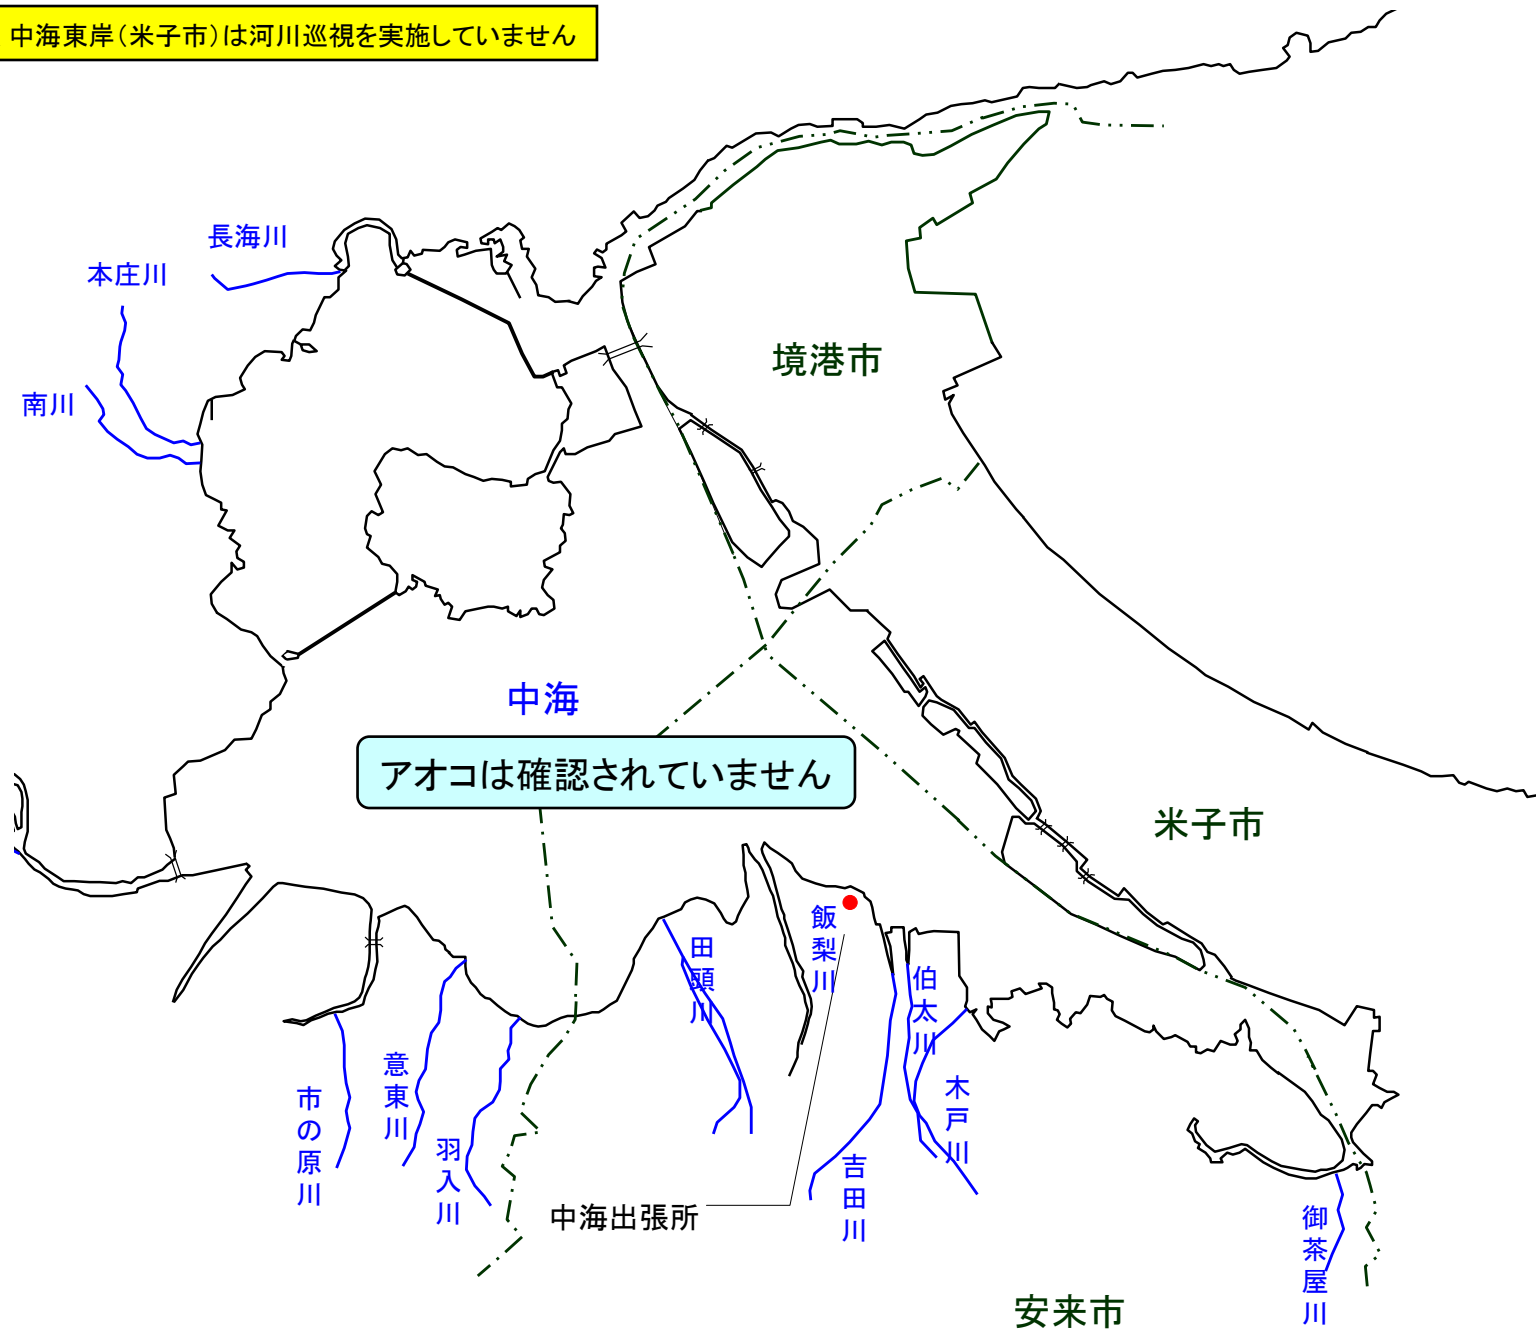 中海東岸（米子市）は河川巡視を実施していません
長海川
本庄川
境港市
南川
中海
アオコは確認されていません
米子市
飯梨川
田頭川
伯太川
意東川
木戸川
市の原川
羽入川
吉田川
中海出張所
御茶屋川
安来市